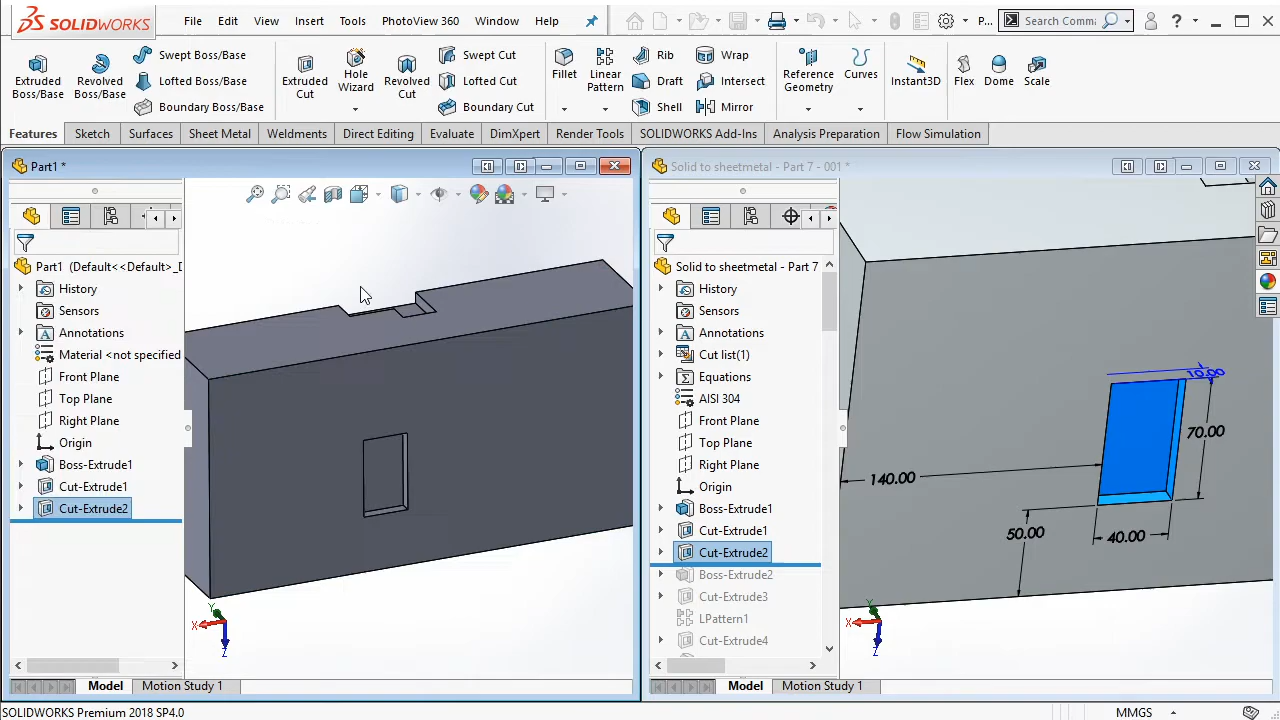 SOLIDWORKS
File Edit View Insert Tools PhotoView 360 Window Help
P... Search Comma
Extruded Boss/Base
Revolved Boss/Base
Swept Boss/Base
Lofted Boss/Base
Boundary Boss/Base
Extruded Cut
Hole Wizard
Revolved Cut
Swept Cut
Lofted Cut
Boundary Cut
Fillet
Linear Pattern
Rib
Draft
Shell
Wrap
Intersect
Mirror
Reference Geometry
Curves
Instant3D
Flex
Dome
Scale
Features Sketch Surfaces Sheet Metal Weldments Direct Editing Evaluate DimXpert Render Tools SOLIDWORKS Add-Ins Analysis Preparation Flow Simulation
Part1 *
Part1 (Default<<Default>_D
History
Sensors
Annotations
Material <not specified
Front Plane
Top Plane
Right Plane
Origin
Boss-Extrude1
Cut-Extrude1
Cut-Extrude2
X
Y
Z
Model Motion Study 1
Solid to sheetmetal - Part 7 - 001 *
Solid to sheetmetal - Part 7
History
Sensors
Annotations
Cut list(1)
Equations
AISI 304
Front Plane
Top Plane
Right Plane
Origin
Boss-Extrude1
Cut-Extrude1
Cut-Extrude2
Boss-Extrude2
Cut-Extrude3
LPattern1
Cut-Extrude4
10.00
70.00
140.00
50.00
40.00
X
Y
Z
Model Motion Study 1
SOLIDWORKS Premium 2018 SP4.0
MMGS